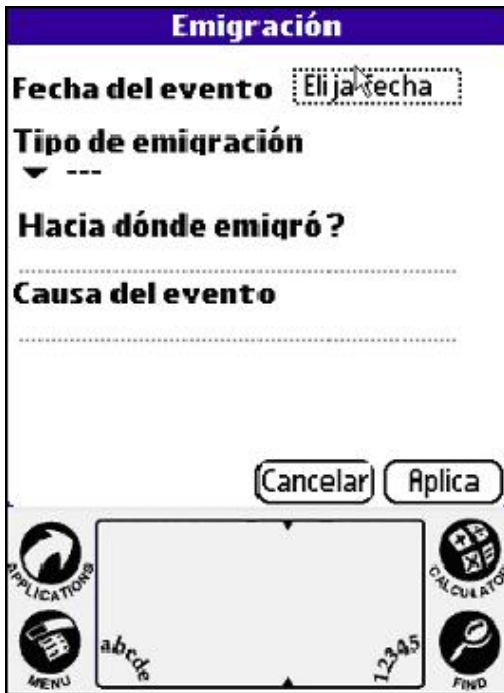 Emigración
Fecha del evento Elija fecha
Tipo de emigración
---
Hacia dónde emigró?
Causa del evento
Cancelar Aplica
APPLICATIONS
CALCULATOR
MENU
abcde
12345
FIND